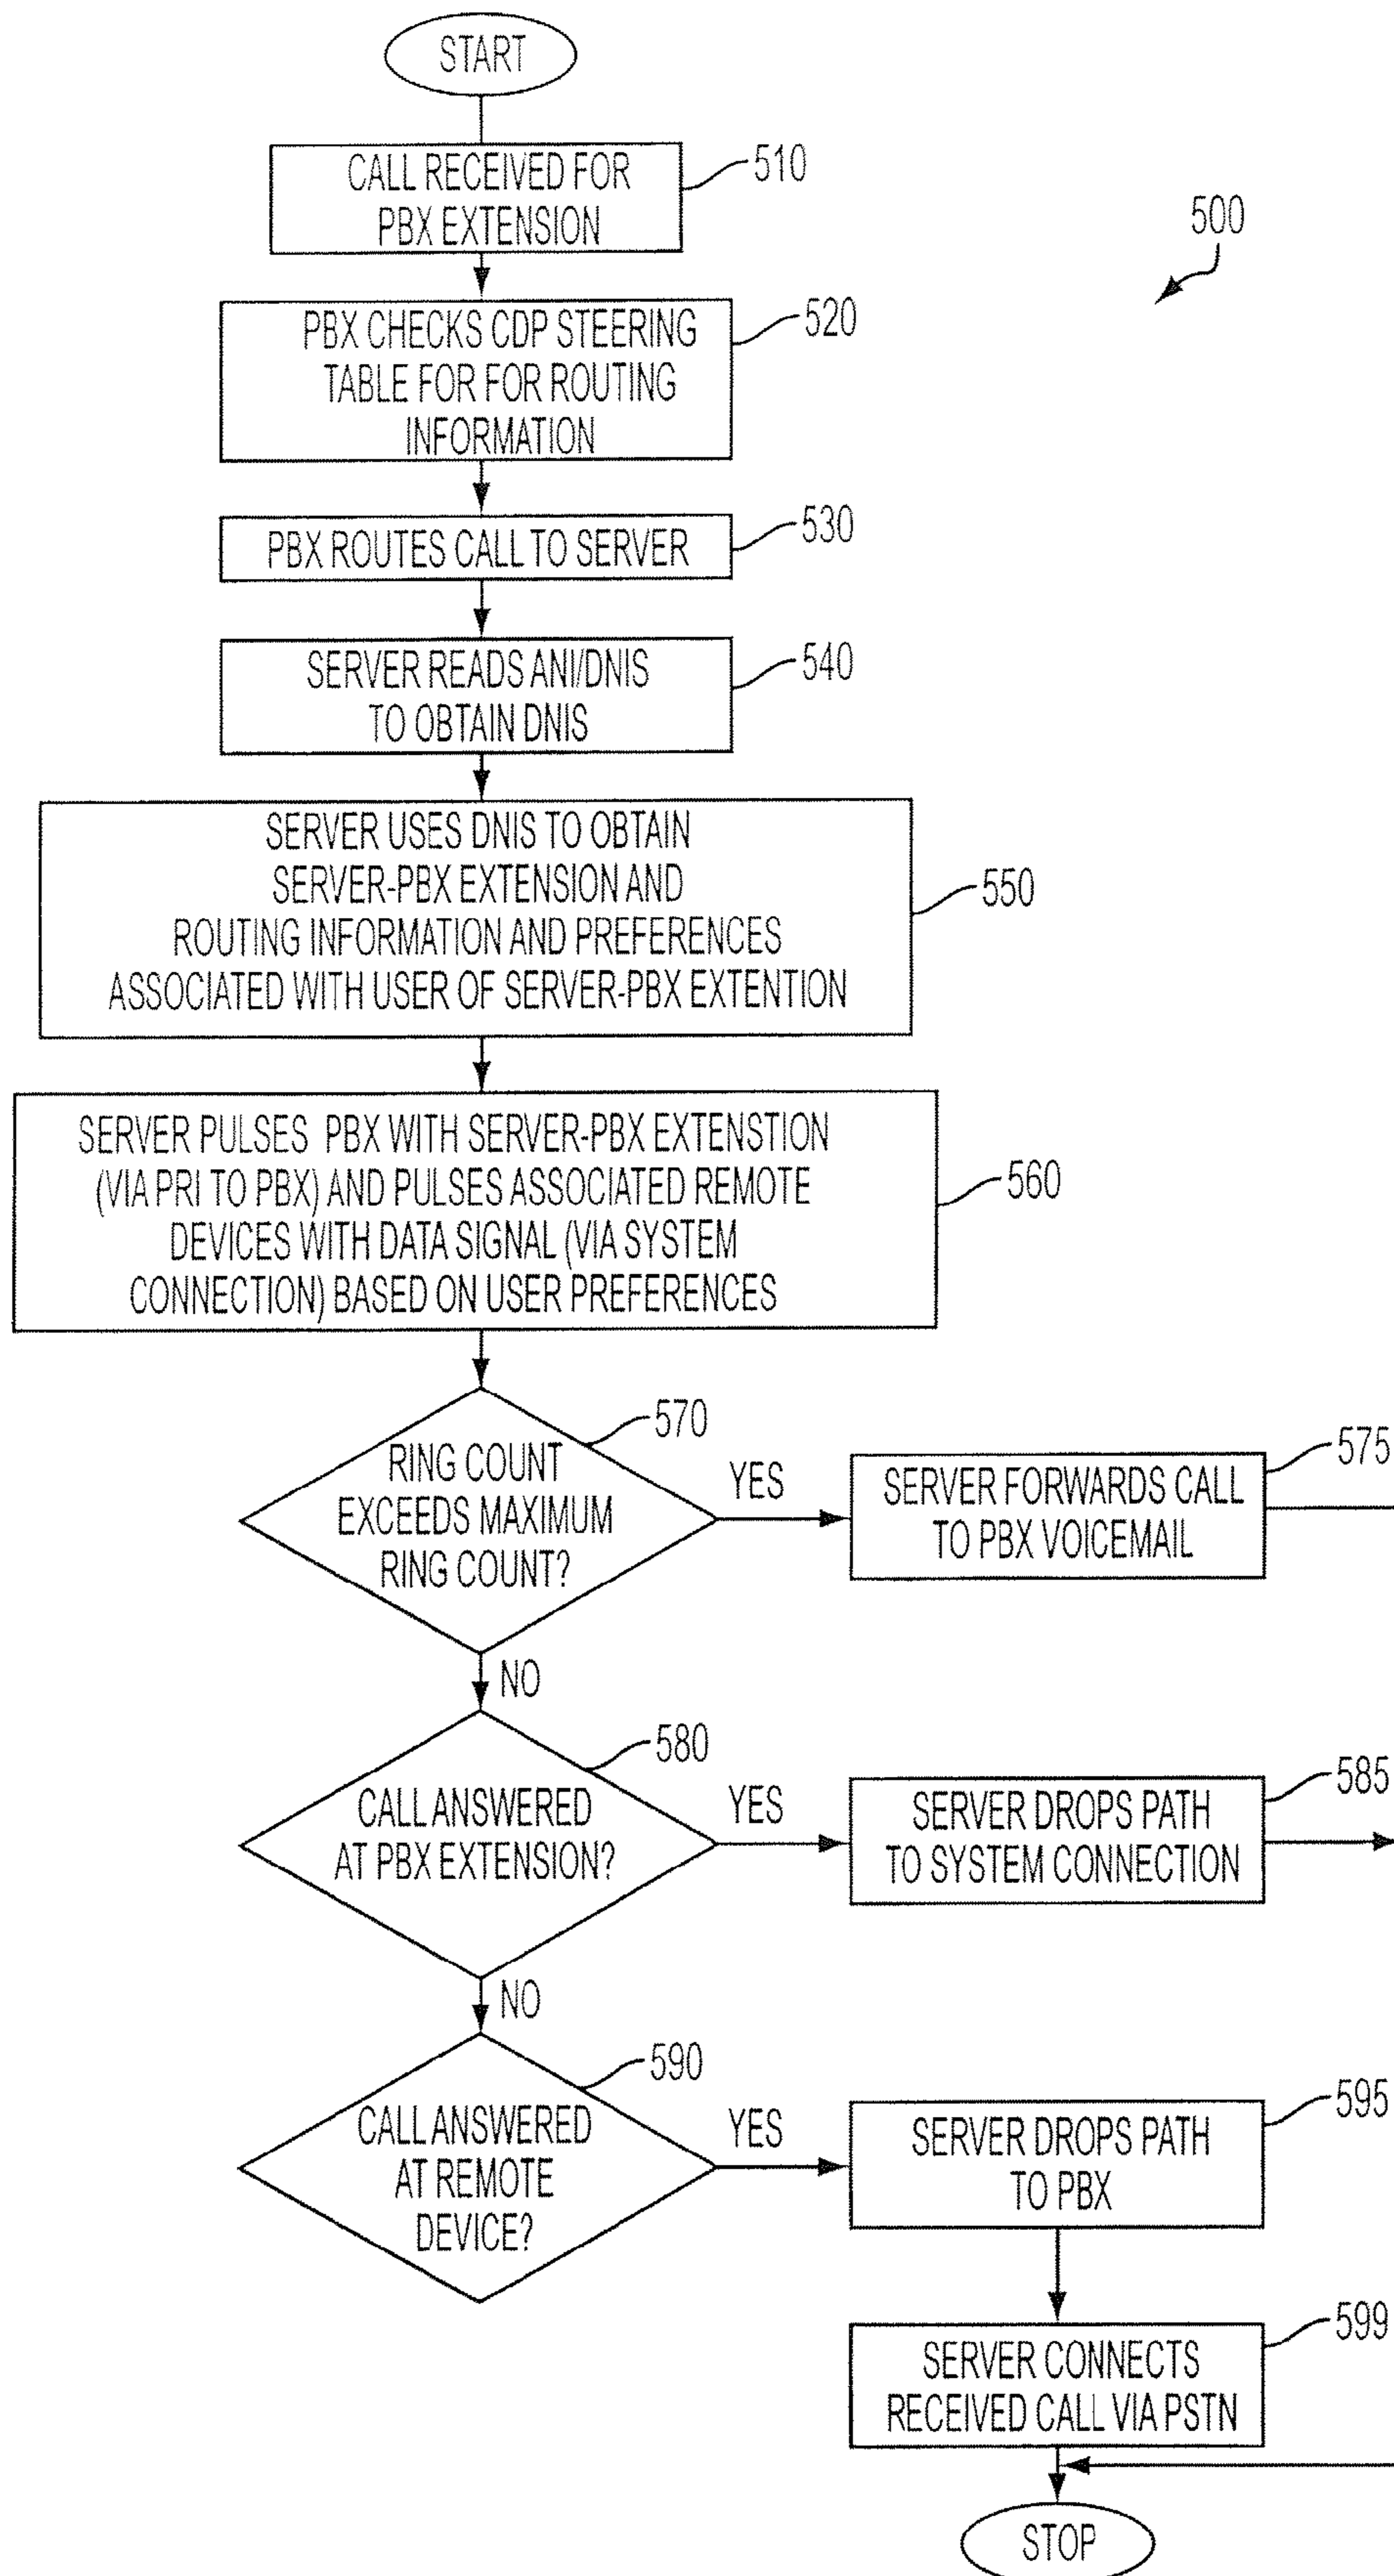 START
CALL RECEIVED FOR
PBX EXTENSION
510
500
PBX CHECKS CDP STEERING
TABLE FOR FOR ROUTING
INFORMATION
520
PBX ROUTES CALL TO SERVER
530
SERVER READS ANI/DNIS
TO OBTAIN DNIS
540
SERVER USES DNIS TO OBTAIN
SERVER-PBX EXTENSION AND
ROUTING INFORMATION AND PREFERENCES
ASSOCIATED WITH USER OF SERVER-PBX EXTENTION
550
SERVER PULSES PBX WITH SERVER-PBX EXTENSTION
(VIA PRI TO PBX) AND PULSES ASSOCIATED REMOTE
DEVICES WITH DATA SIGNAL (VIA SYSTEM
CONNECTION) BASED ON USER PREFERENCES
560
RING COUNT
EXCEEDS MAXIMUM
RING COUNT?
570
YES
SERVER FORWARDS CALL
TO PBX VOICEMAIL
575
NO
CALL ANSWERED
AT PBX EXTENSION?
580
YES
SERVER DROPS PATH
TO SYSTEM CONNECTION
585
NO
CALL ANSWERED
AT REMOTE
DEVICE?
590
YES
SERVER DROPS PATH
TO PBX
595
SERVER CONNECTS
RECEIVED CALL VIA PSTN
599
STOP